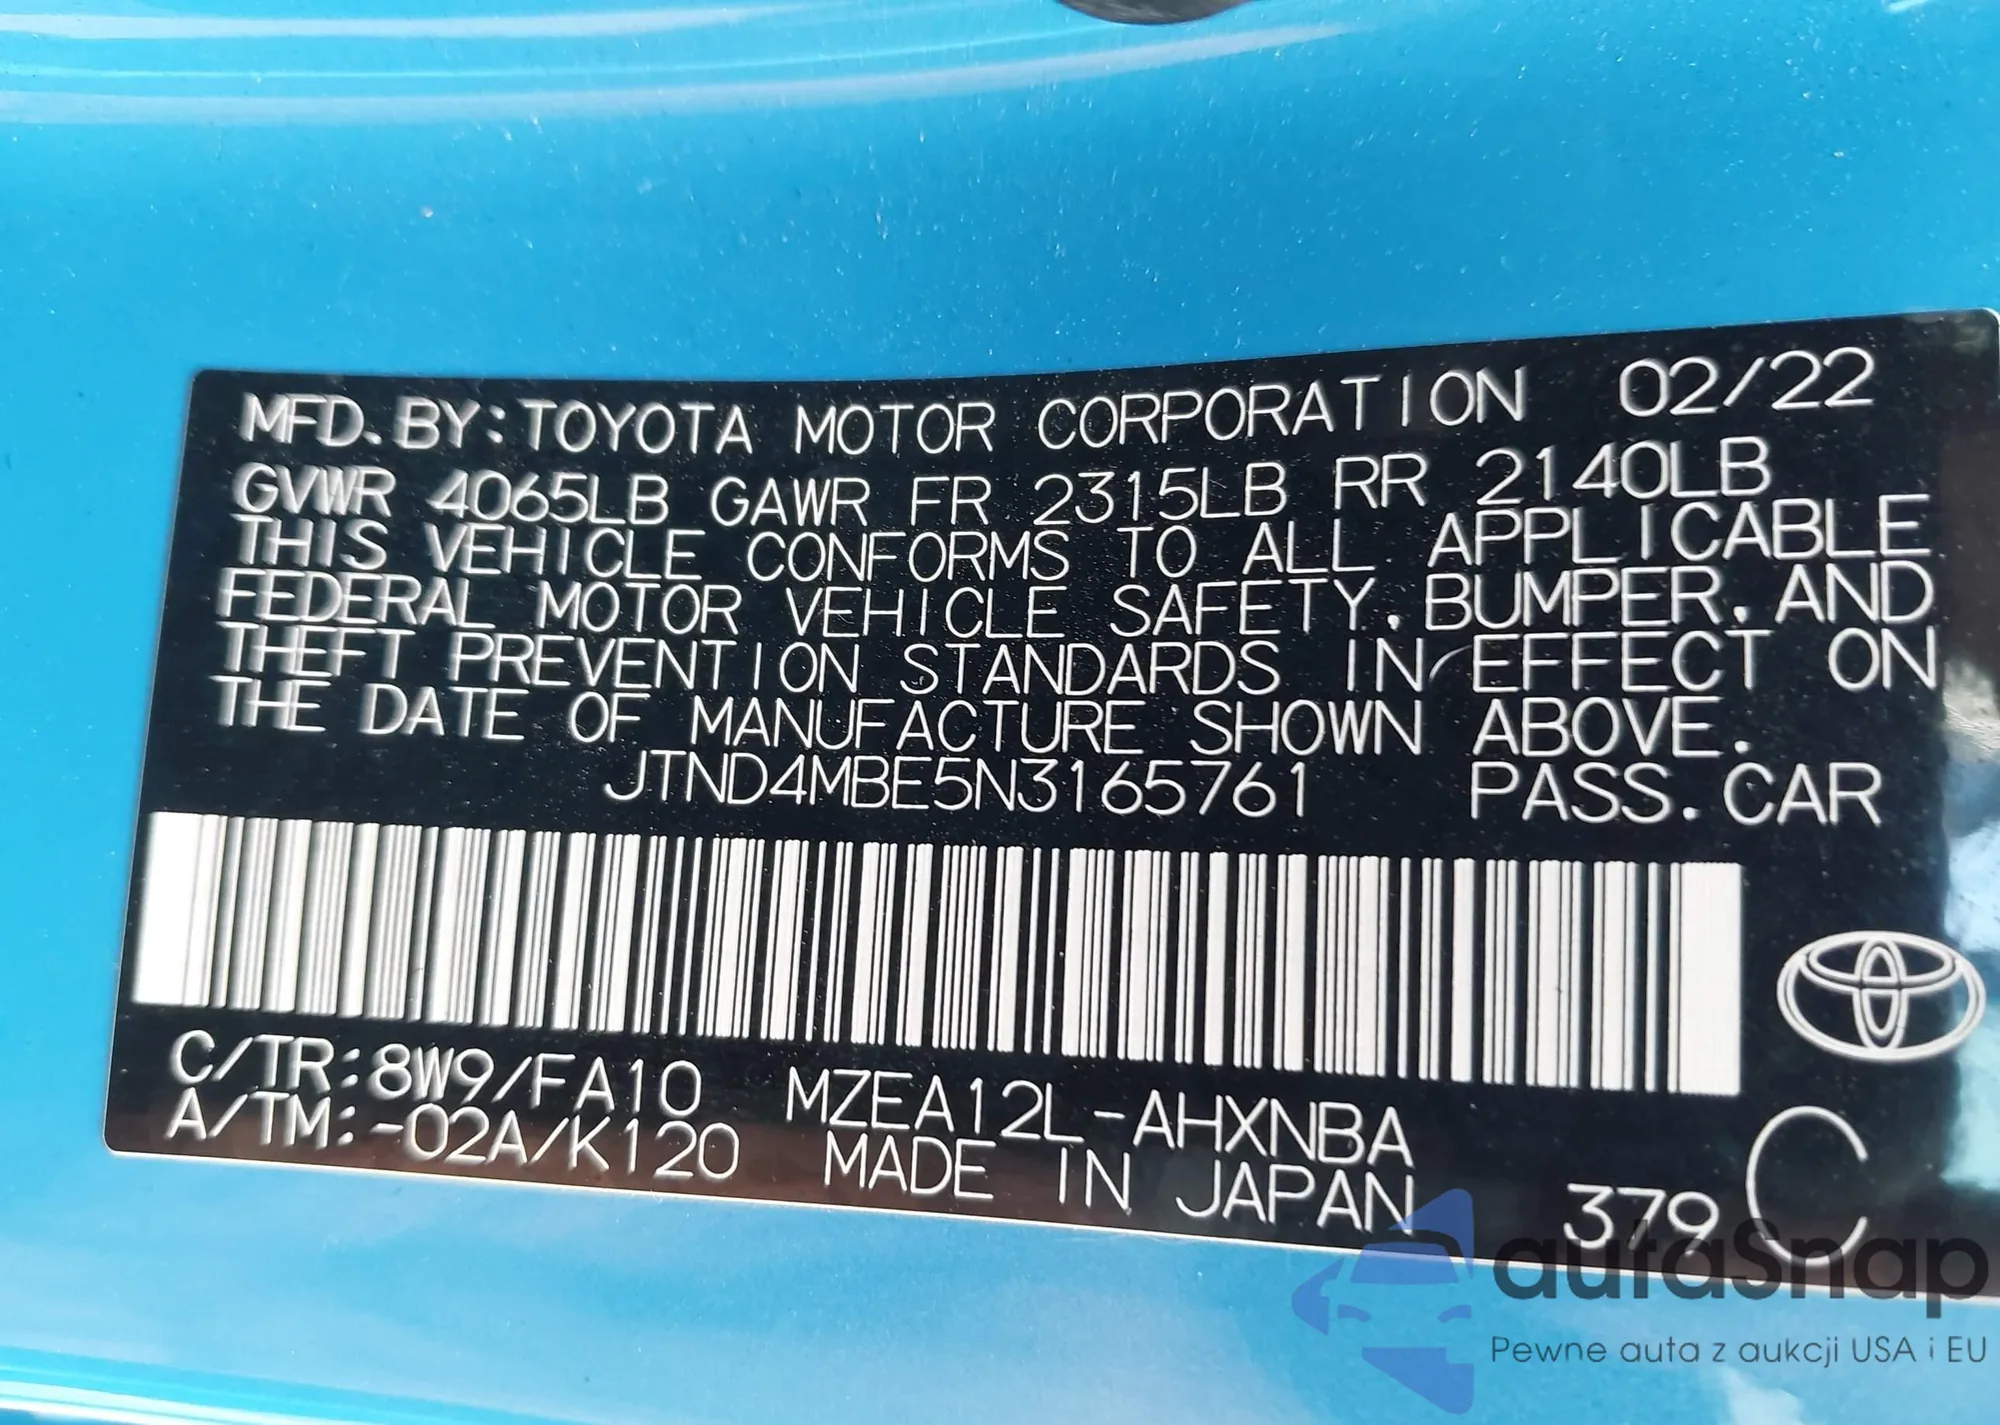 MFD. BY: TOYOTA MOTOR CORPORATION 02/22
GVWR 4065LB GAWR FR 2315LB RR 2140LB
THIS VEHICLE CONFORMS TO ALL APPLICABLE
FEDERAL MOTOR VEHICLE SAFETY, BUMPER, AND
THEFT PREVENTION STANDARDS IN EFFECT ON
THE DATE OF MANUFACTURE SHOWN ABOVE.
JTND4MBE5N3165761 PASS. CAR
C/TR: 8W9/FA10 MZEA12L-AHXNBA
A/TM: -02A/K120 MADE IN JAPAN 379 C
autaSnap
Pewne auta z aukcji USA i EU